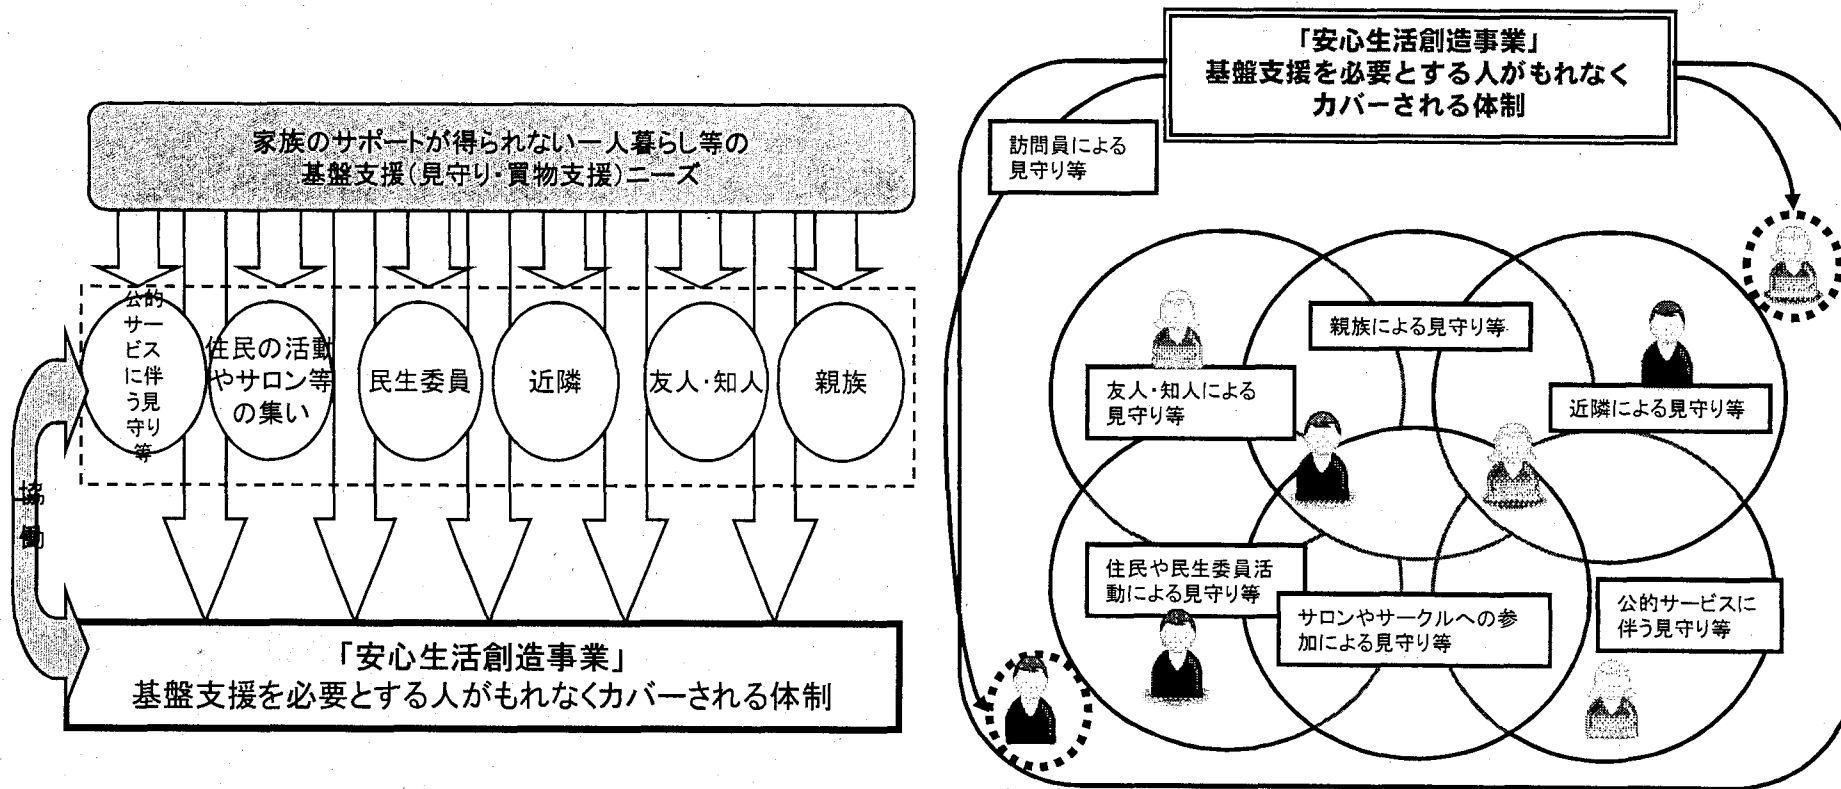 家族のサポートが得られない一人暮らし等の
基盤支援(見守り・買物支援)ニーズ
公的
サー
ビス
に伴
う見
守り
等
住民の活動
やサロン等
の集い
民生委員
近隣
友人・知人
親族
協
働
「安心生活創造事業」
基盤支援を必要とする人がもれなくカバーされる体制
「安心生活創造事業」
基盤支援を必要とする人がもれなく
カバーされる体制
訪問員による
見守り等
親族による見守り等
友人・知人による
見守り等
近隣による見守り等
住民や民生委員活
動による見守り等
サロンやサークルへの参
加による見守り等
公的サービスに
伴う見守り等